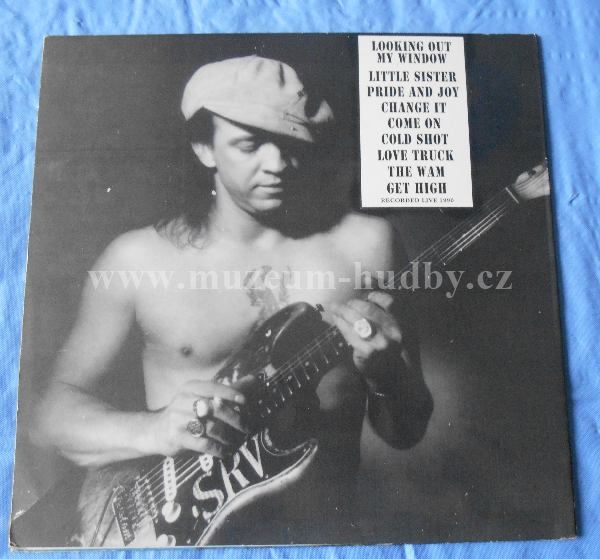 LOOKING OUT
MY WINDOW
LITTLE SISTER
PRIDE AND JOY
CHANGE IT
COME ON
COLD SHOT
LOVE TRUCK
THE WAM
GET HIGH
RECORDED LIVE 1990
www.muzeum-hudby.cz
SRV